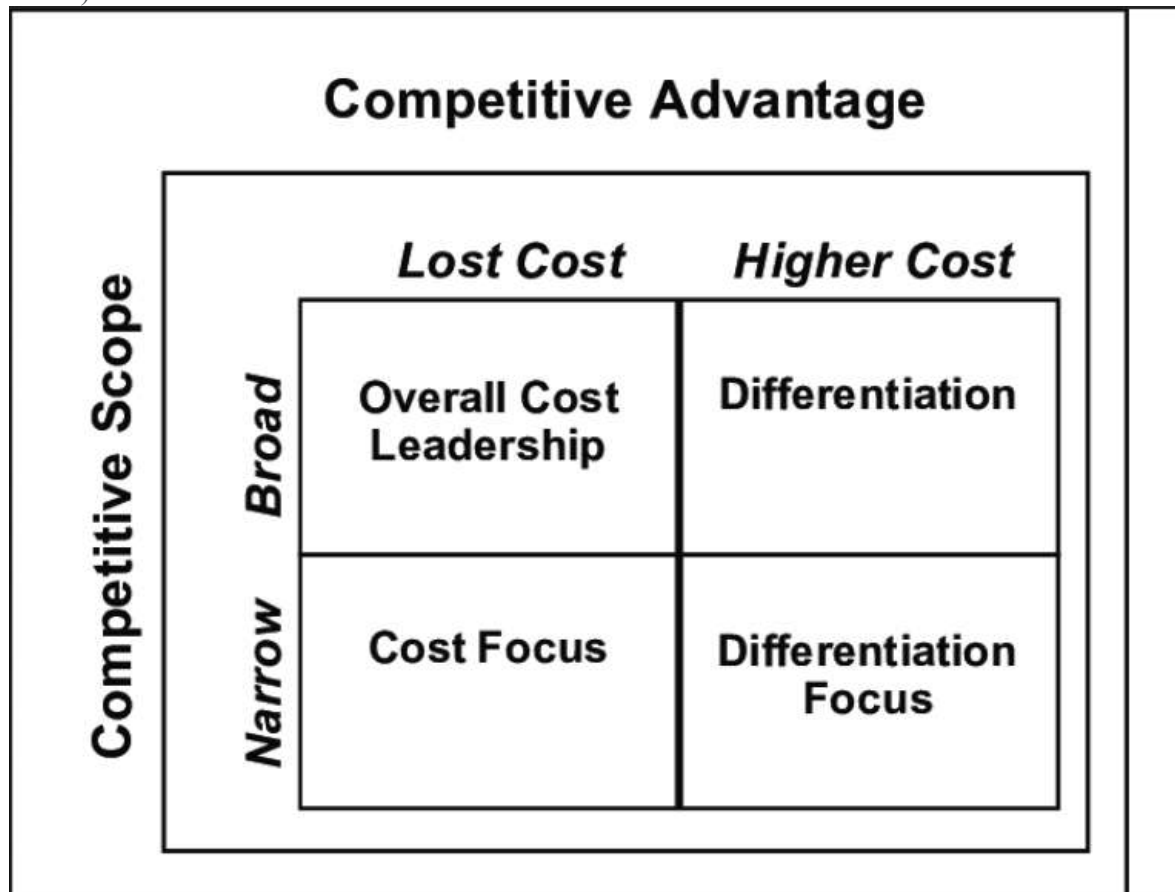 Competitive Advantage
Lost Cost Higher Cost
Competitive Scope
Broad
Overall Cost
Leadership
Differentiation
Narrow
Cost Focus
Differentiation
Focus